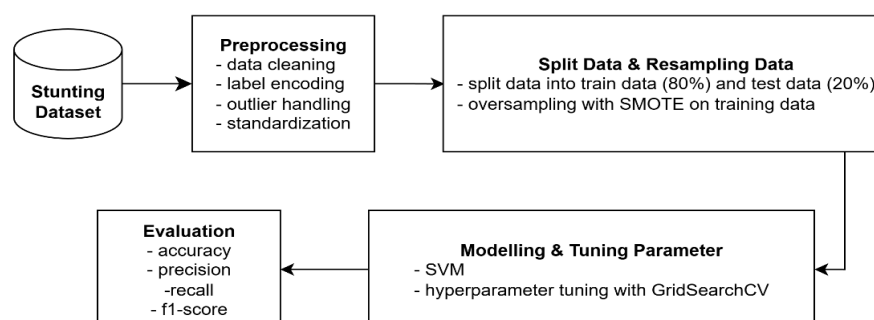 Stunting
Dataset
Preprocessing
- data cleaning
- label encoding
- outlier handling
- standardization
Split Data & Resampling Data
- split data into train data (80%) and test data (20%)
- oversampling with SMOTE on training data
Modelling & Tuning Parameter
- SVM
- hyperparameter tuning with GridSearchCV
Evaluation
- accuracy
- precision
-recall
- f1-score